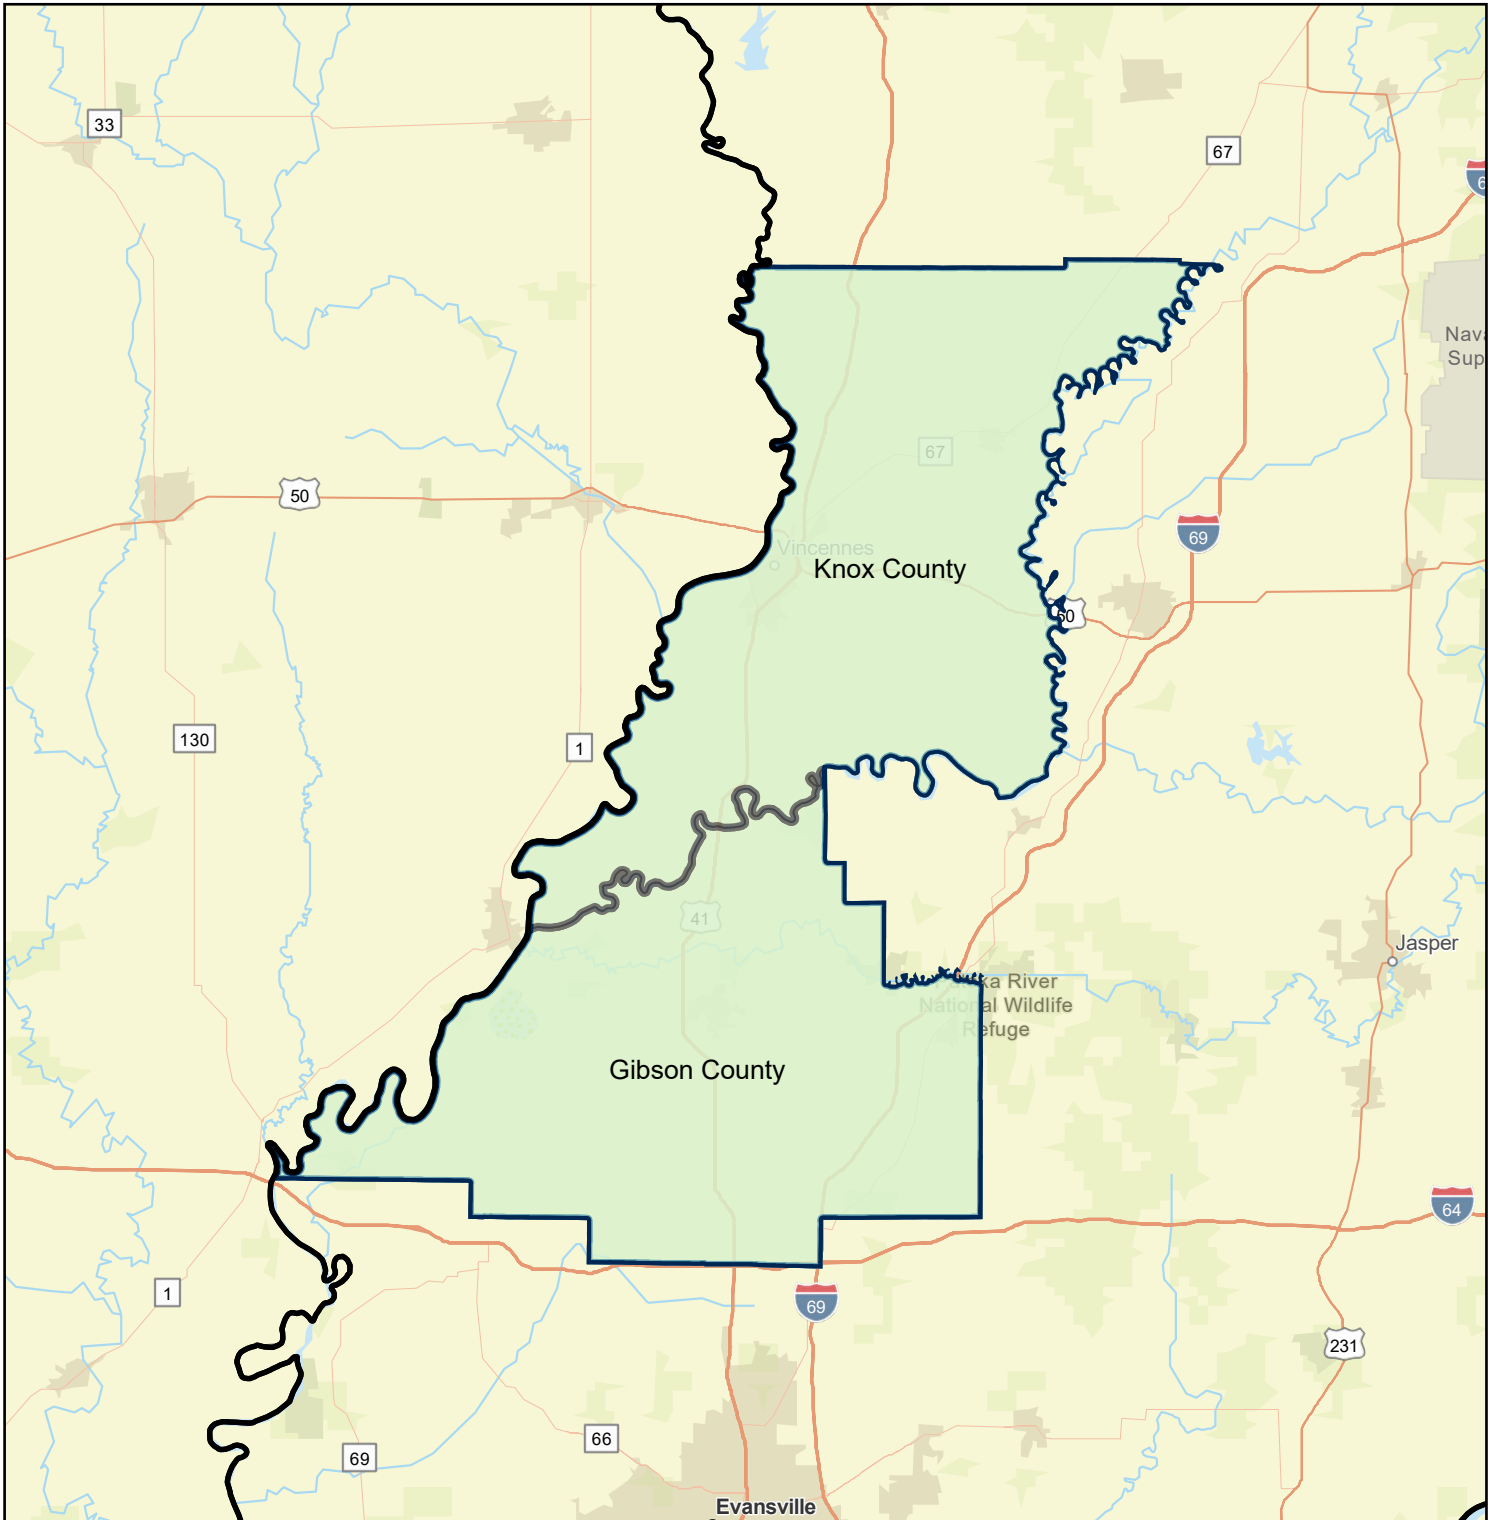 33
67
Nava
Sup
67
50
69
Vincennes
Knox County
50
130
1
41
Jasper
ka River
National Wildlife
Refuge
Gibson County
64
1
69
231
66
69
Evansville